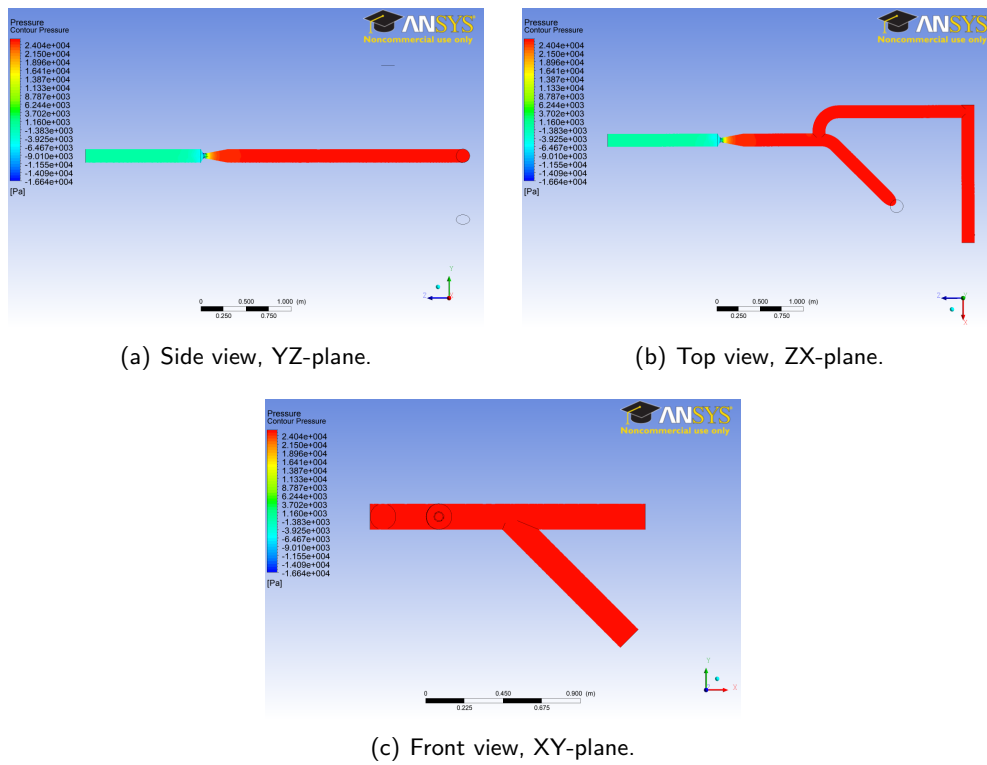 Pressure
Contour Pressure
2.404e+004
2.150e+004
1.896e+004
1.641e+004
1.387e+004
1.133e+004
8.787e+003
6.244e+003
3.702e+003
1.160e+003
-1.383e+003
-3.925e+003
-6.467e+003
-9.010e+003
-1.155e+004
-1.409e+004
-1.664e+004
[Pa]
ANSYS
Noncommercial use only
0 0.500 1.000 (m)
0.250 0.750
Z Y
(a) Side view, YZ-plane.
Pressure
Contour Pressure
2.404e+004
2.150e+004
1.896e+004
1.641e+004
1.387e+004
1.133e+004
8.787e+003
6.244e+003
3.702e+003
1.160e+003
-1.383e+003
-3.925e+003
-6.467e+003
-9.010e+003
-1.155e+004
-1.409e+004
-1.664e+004
[Pa]
ANSYS
Noncommercial use only
0 0.500 1.000 (m)
0.250 0.750
Z X
(b) Top view, ZX-plane.
Pressure
Contour Pressure
2.404e+004
2.150e+004
1.896e+004
1.641e+004
1.387e+004
1.133e+004
8.787e+003
6.244e+003
3.702e+003
1.160e+003
-1.383e+003
-3.925e+003
-6.467e+003
-9.010e+003
-1.155e+004
-1.409e+004
-1.664e+004
[Pa]
ANSYS
Noncommercial use only
0 0.450 0.900 (m)
0.225 0.675
Y X
(c) Front view, XY-plane.